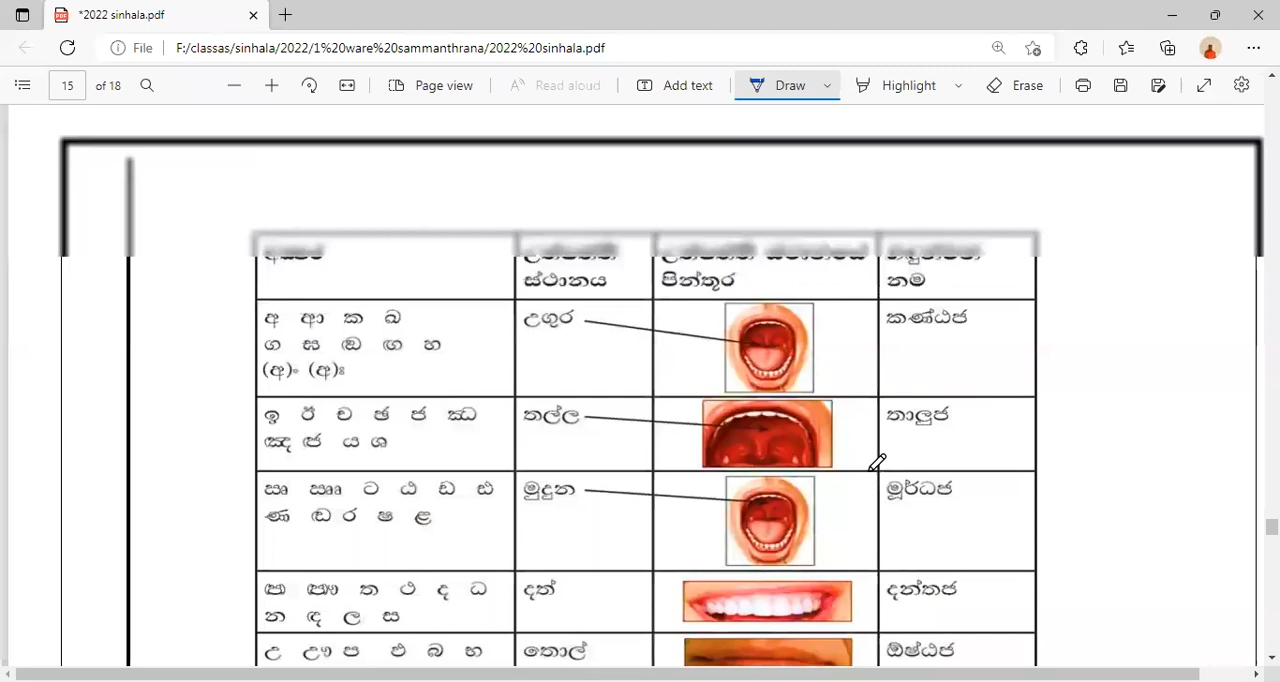 *2022 sinhala.pdf
File F:/classas/sinhala/2022/1%20ware%20sammanthrana/2022%20sinhala.pdf
15 of 18 Page view Read aloud Add text Draw Highlight Erase
ස්ථානය පින්තූර නම
අ ආ ක ඛ
උගුර
කණ්ඨජ
ග ඝ ඞ ඟ හ
(අ)ං (අ)ඃ
ඉ ඊ ච ඡ ජ ඣ
තල්ල
තාලුජ
ඤ ඦ ය ශ
ඍ ඎ ට ඨ ඩ ඪ
මුදුන
මූර්ධජ
ණ ඬ ර ෂ ළ
ඏ ඐ ත ථ ද ධ
දත්
දන්තජ
න ඳ ල ස
උ ඌ ප ඵ බ භ
තොල්
ඕෂ්ඨජ